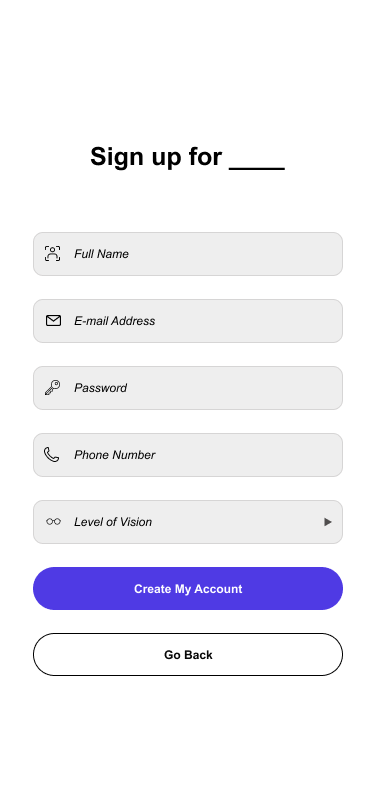 Sign up for ____
Full Name
E-mail Address
Password
Phone Number
Level of Vision
Create My Account
Go Back